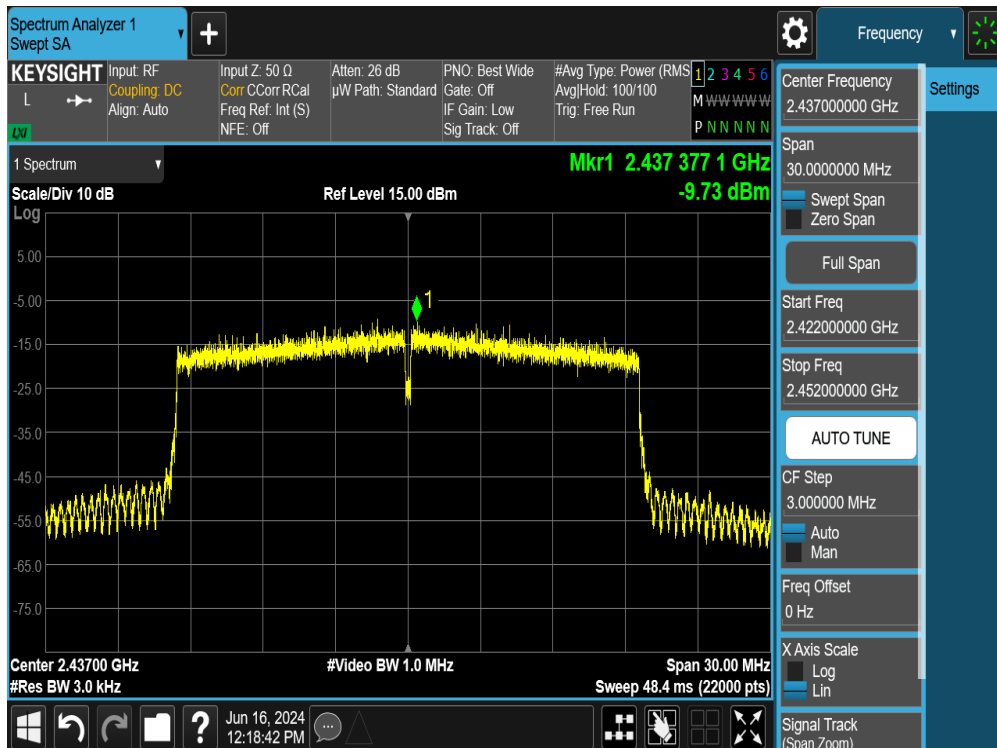 Spectrum Analyzer 1
Swept SA
+
Frequency
KEYSIGHT
L
LXI
Input: RF
Coupling: DC
Align: Auto
Input Z: 50 Ω
Corr CCorr RCal
Freq Ref: Int (S)
NFE: Off
Atten: 26 dB
µW Path: Standard
PNO: Best Wide
Gate: Off
IF Gain: Low
Sig Track: Off
#Avg Type: Power (RMS
Avg|Hold: 100/100
Trig: Free Run
1 2 3 4 5 6
M W W W W W
P N N N N N
1 Spectrum
Mkr1 2.437 377 1 GHz
Scale/Div 10 dB
Ref Level 15.00 dBm
-9.73 dBm
Log
5.00
-5.00
-15.0
-25.0
-35.0
-45.0
-55.0
-65.0
-75.0
1
Center 2.43700 GHz
#Video BW 1.0 MHz
Span 30.00 MHz
#Res BW 3.0 kHz
Sweep 48.4 ms (22000 pts)
Center Frequency
2.437000000 GHz
Settings
Span
30.0000000 MHz
Swept Span
Zero Span
Full Span
Start Freq
2.422000000 GHz
Stop Freq
2.452000000 GHz
AUTO TUNE
CF Step
3.000000 MHz
Auto
Man
Freq Offset
0 Hz
X Axis Scale
Log
Lin
Signal Track
(Span Zoom)
?
Jun 16, 2024
12:18:42 PM